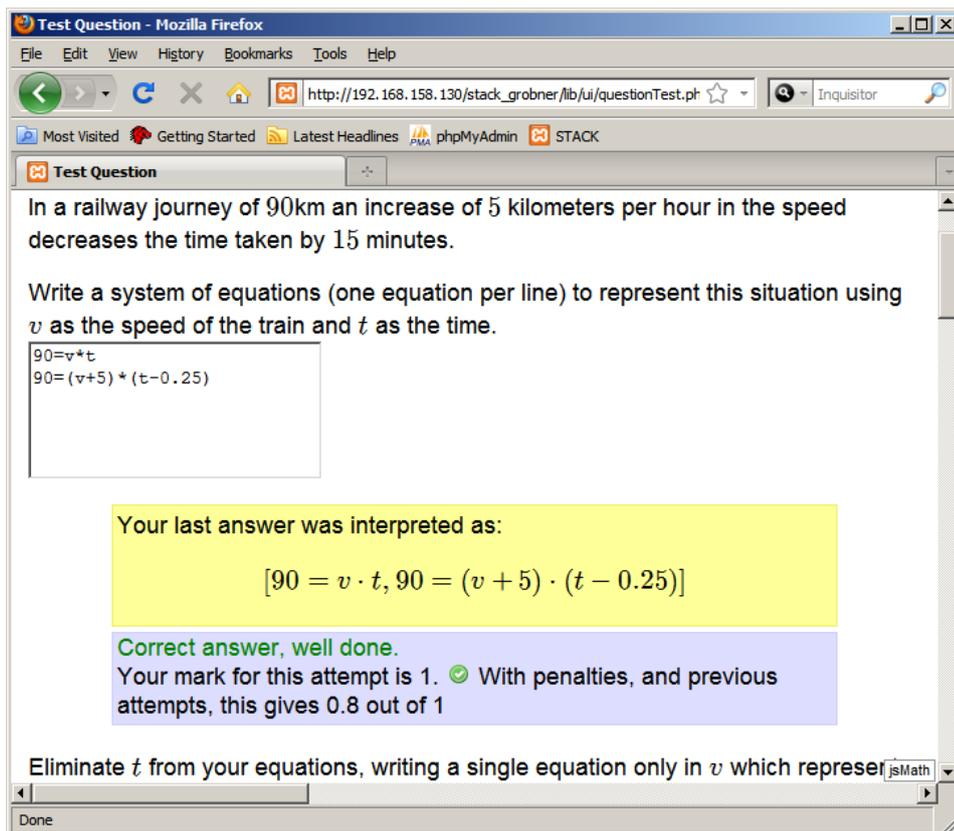 Test Question - Mozilla Firefox
File Edit View History Bookmarks Tools Help
http://192.168.158.130/stack_grobner/lib/ui/questionTest.ph Inquisitor
Most Visited Getting Started Latest Headlines PMA phpMyAdmin STACK
Test Question
In a railway journey of 90km an increase of 5 kilometers per hour in the speed
decreases the time taken by 15 minutes.
Write a system of equations (one equation per line) to represent this situation using
v as the speed of the train and t as the time.
90=v*t
90=(v+5)*(t-0.25)
Your last answer was interpreted as:
[90 = v · t, 90 = (v + 5) · (t − 0.25)]
Correct answer, well done.
Your mark for this attempt is 1. With penalties, and previous
attempts, this gives 0.8 out of 1
Eliminate t from your equations, writing a single equation only in v which represen
jsMath
Done